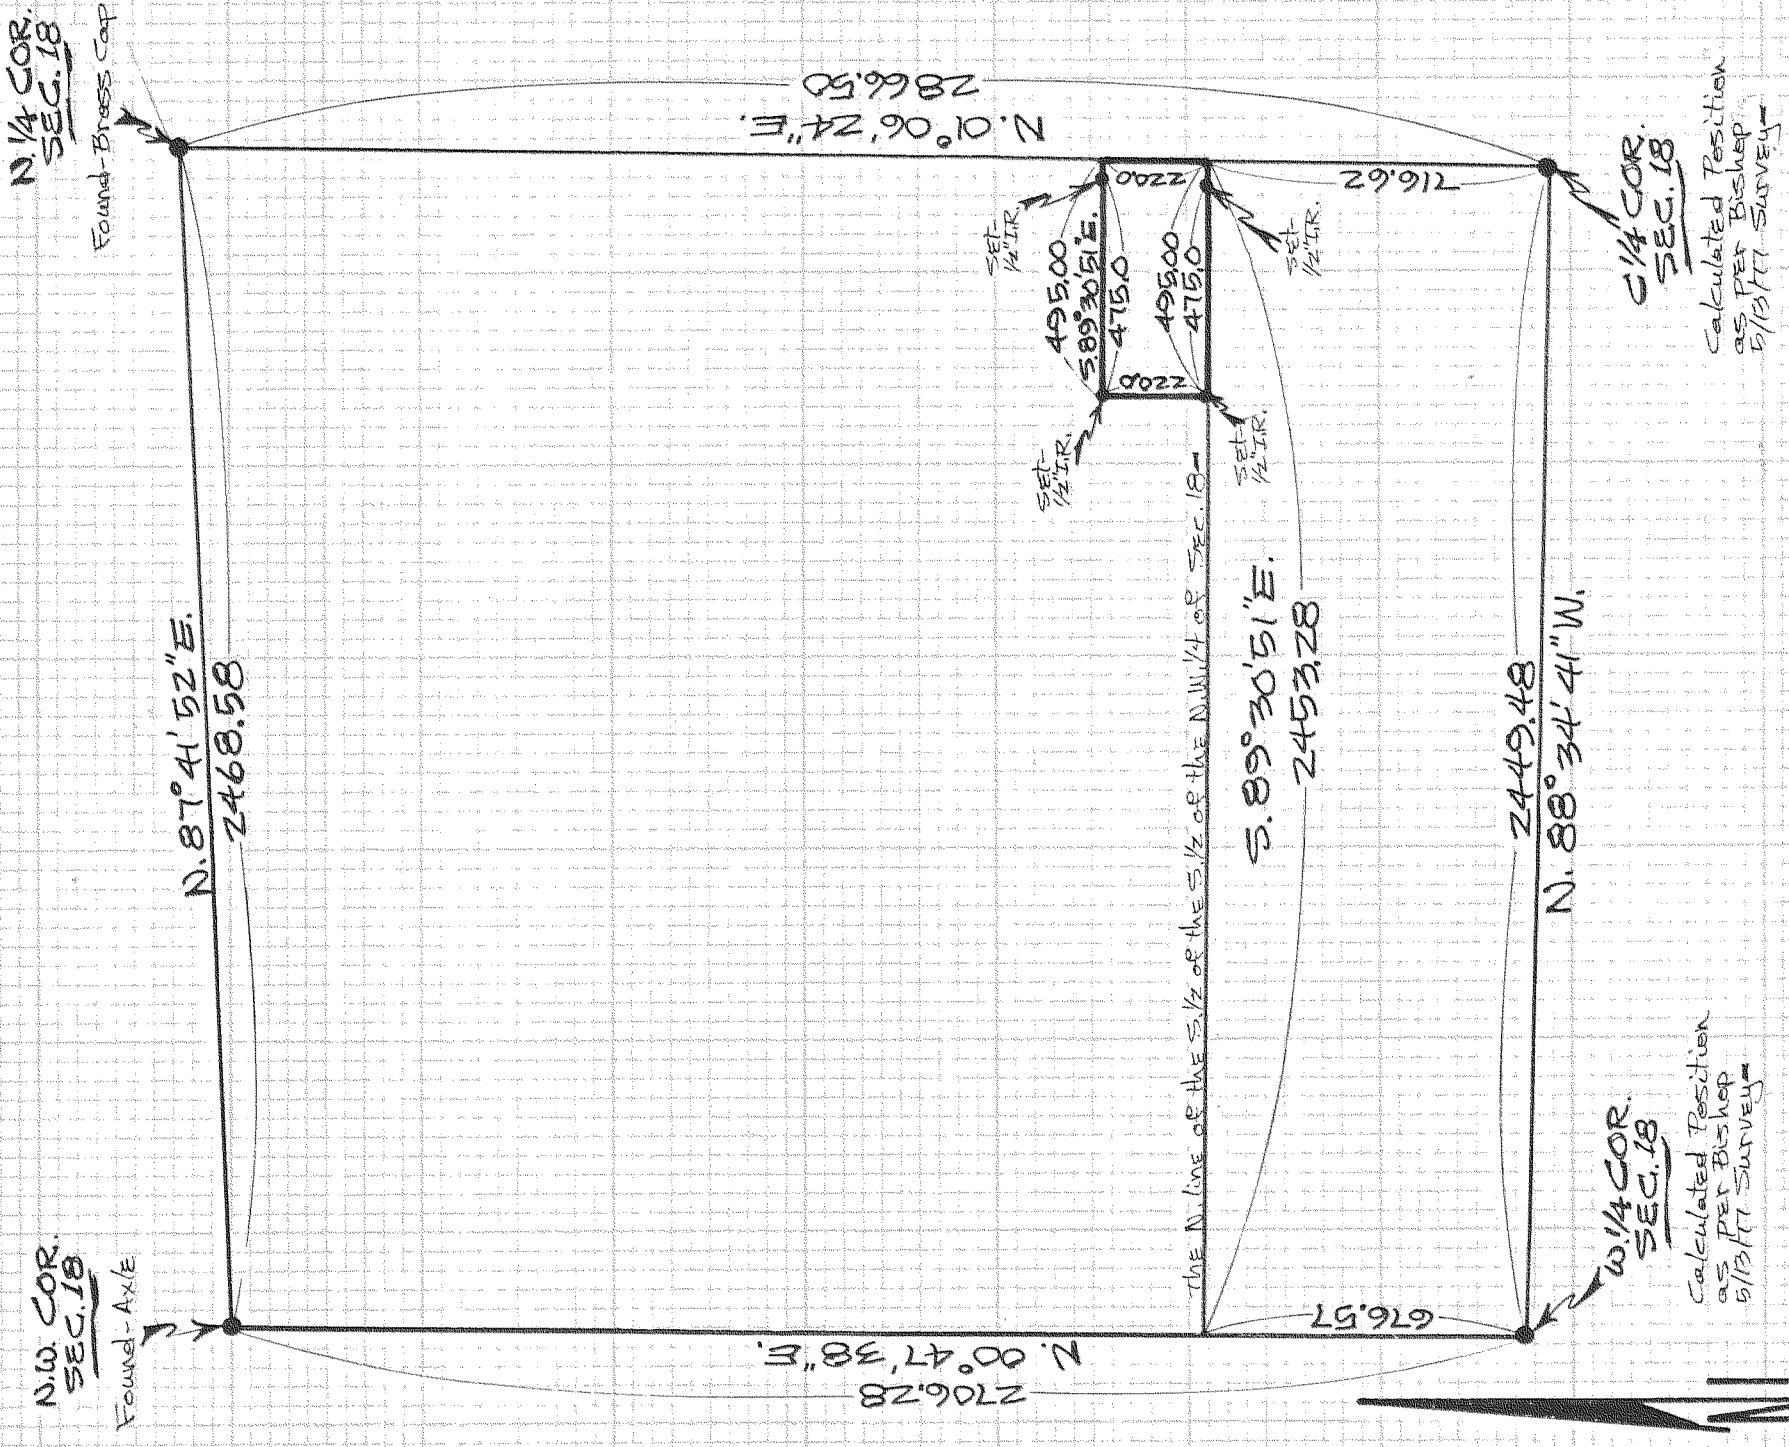 N. 1/4 COR.
SEC. 18
Found-Brass Cap
N.W. COR.
SEC. 18
Found-Axle
N. 87° 41' 52" E.
2468.58
2866.50
N. 01° 06' 24" E.
N. 00° 47' 38" E.
2706.28
SET-
1/2" I.R.
495.00
S. 89° 30' 51" E.
475.0
220.0
495.00
475.0
220.0
SET-
1/2" I.R.
SET-
1/2" I.R.
SET-
1/2" I.R.
716.62
The N. line of the S. 1/2 of the S. 1/2 of the N.W. 1/4 of SEC. 18-
S. 89° 30' 51" E.
2453.28
676.57
2449.48
N. 88° 34' 41" W.
C 1/4 COR.
SEC. 18
Calculated Position
as per Bishop
5/13/77 Survey-
W. 1/4 COR.
SEC. 18
Calculated Position
as per Bishop
5/13/77 Survey-
N